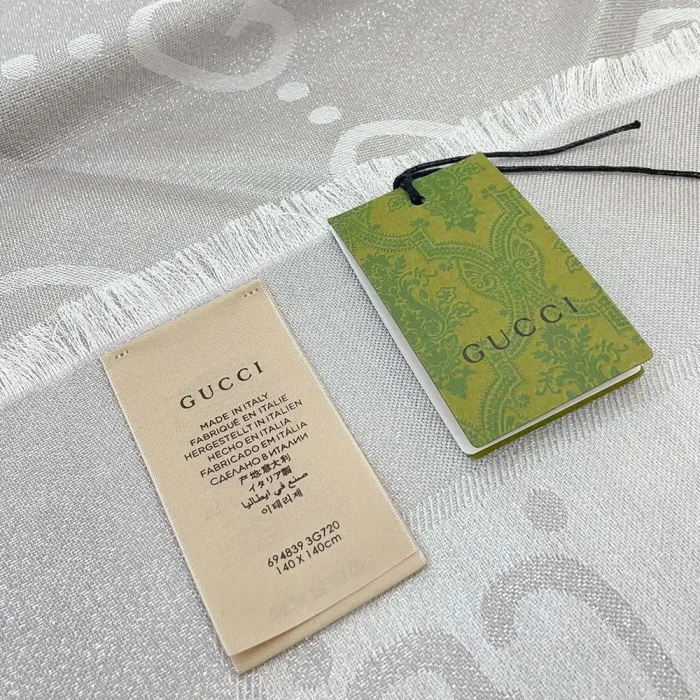 GUCCI
MADE IN ITALY
FABRIQUÉ EN ITALIE
HERGESTELLT IN ITALIEN
HECHO EN ITALIA
FABRICADO EM ITÁLIA
СДЕЛАНО В ИТАЛИИ
产地意大利
イタリア製
صنع في إيطاليا
이태리제
694839 3G720
140 X 140cm
GUCCI